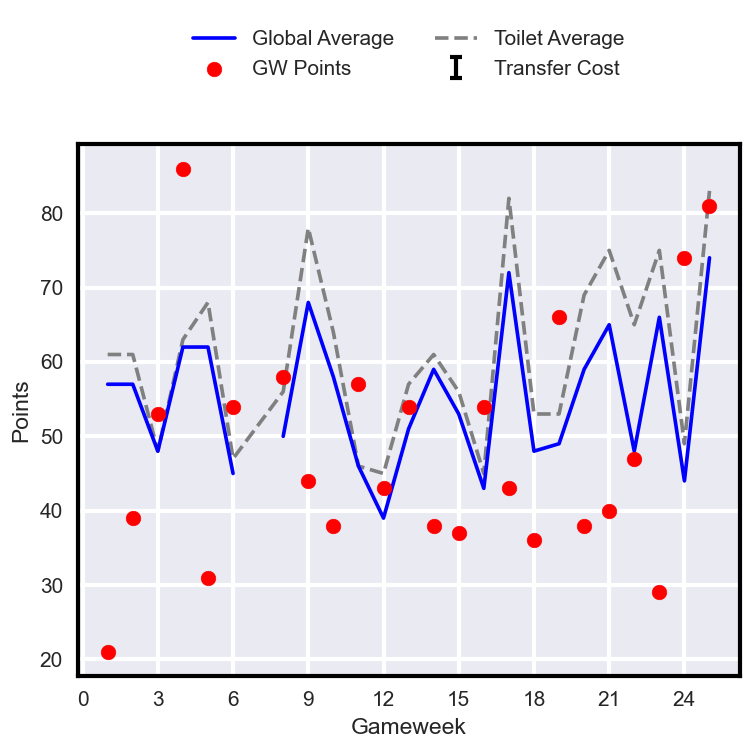 Global Average
Toilet Average
GW Points
Transfer Cost
80
70
60
50
40
30
20
Points
0 3 6 9 12 15 18 21 24
Gameweek